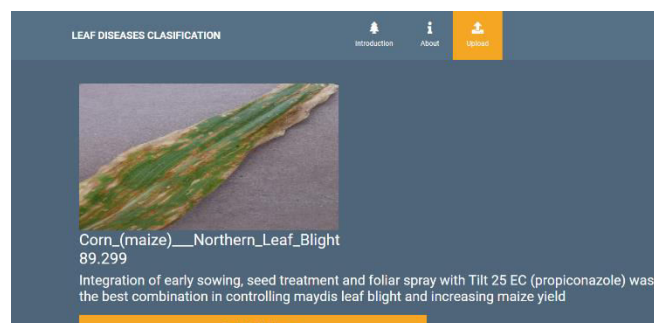 LEAF DISEASES CLASIFICATION
Introduction
About
Upload
Corn_(maize)___Northern_Leaf_Blight
89.299
Integration of early sowing, seed treatment and foliar spray with Tilt 25 EC (propiconazole) was
the best combination in controlling maydis leaf blight and increasing maize yield